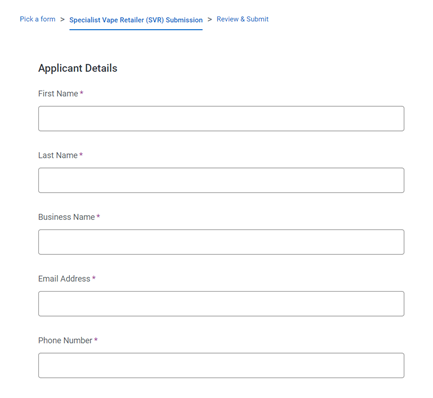 Pick a form > Specialist Vape Retailer (SVR) Submission > Review & Submit
Applicant Details
First Name *
Last Name *
Business Name *
Email Address *
Phone Number *